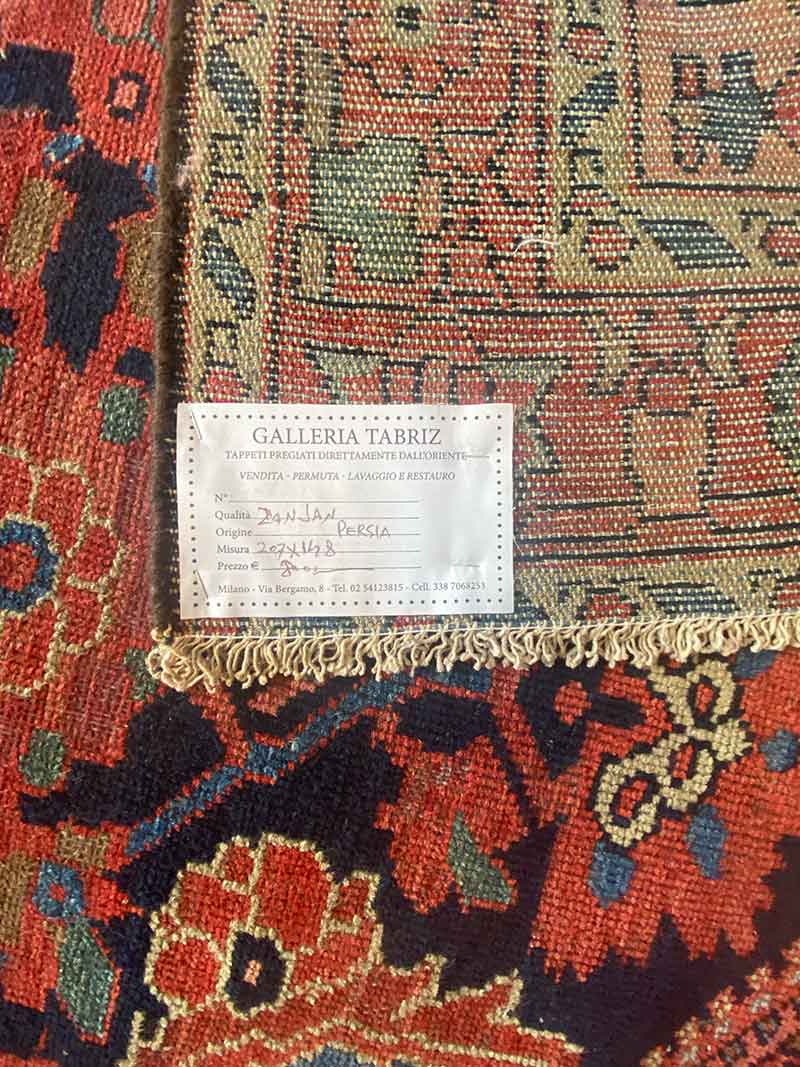 GALLERIA TABRIZ
TAPPETI PREGIATI DIRETTAMENTE DALL'ORIENTE
VENDITA - PERMUTA - LAVAGGIO E RESTAURO
N°
Qualità ZANJAN
Origine PERSIA
Misura 207X148
Prezzo €
Milano - Via Bergamo, 8 - Tel. 02 54123815 - Cell. 338 7068253